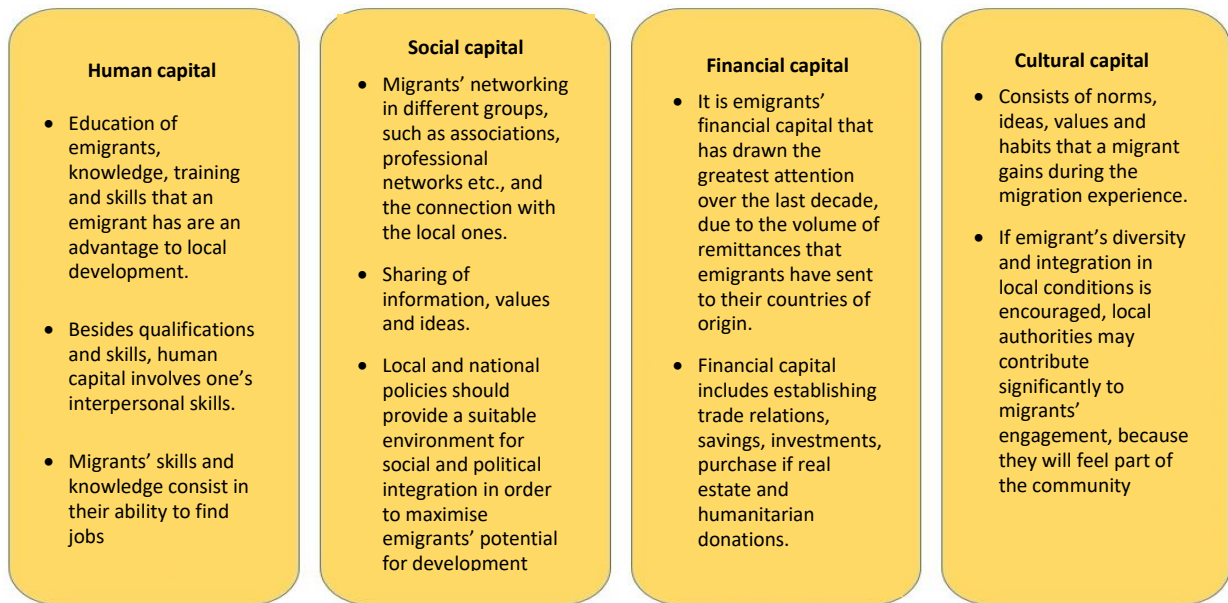 Human capital
• Education of
emigrants,
knowledge, training
and skills that an
emigrant has are an
advantage to local
development.
• Besides qualifications
and skills, human
capital involves one’s
interpersonal skills.
• Migrants’ skills and
knowledge consist in
their ability to find
jobs
Social capital
• Migrants’ networking
in different groups,
such as associations,
professional
networks etc., and
the connection with
the local ones.
• Sharing of
information, values
and ideas.
• Local and national
policies should
provide a suitable
environment for
social and political
integration in order
to maximise
emigrants’ potential
for development
Financial capital
• It is emigrants’
financial capital that
has drawn the
greatest attention
over the last decade,
due to the volume of
remittances that
emigrants have sent
to their countries of
origin.
• Financial capital
includes establishing
trade relations,
savings, investments,
purchase if real
estate and
humanitarian
donations.
Cultural capital
• Consists of norms,
ideas, values and
habits that a migrant
gains during the
migration experience.
• If emigrant’s diversity
and integration in
local conditions is
encouraged, local
authorities may
contribute
significantly to
migrants’
engagement, because
they will feel part of
the community